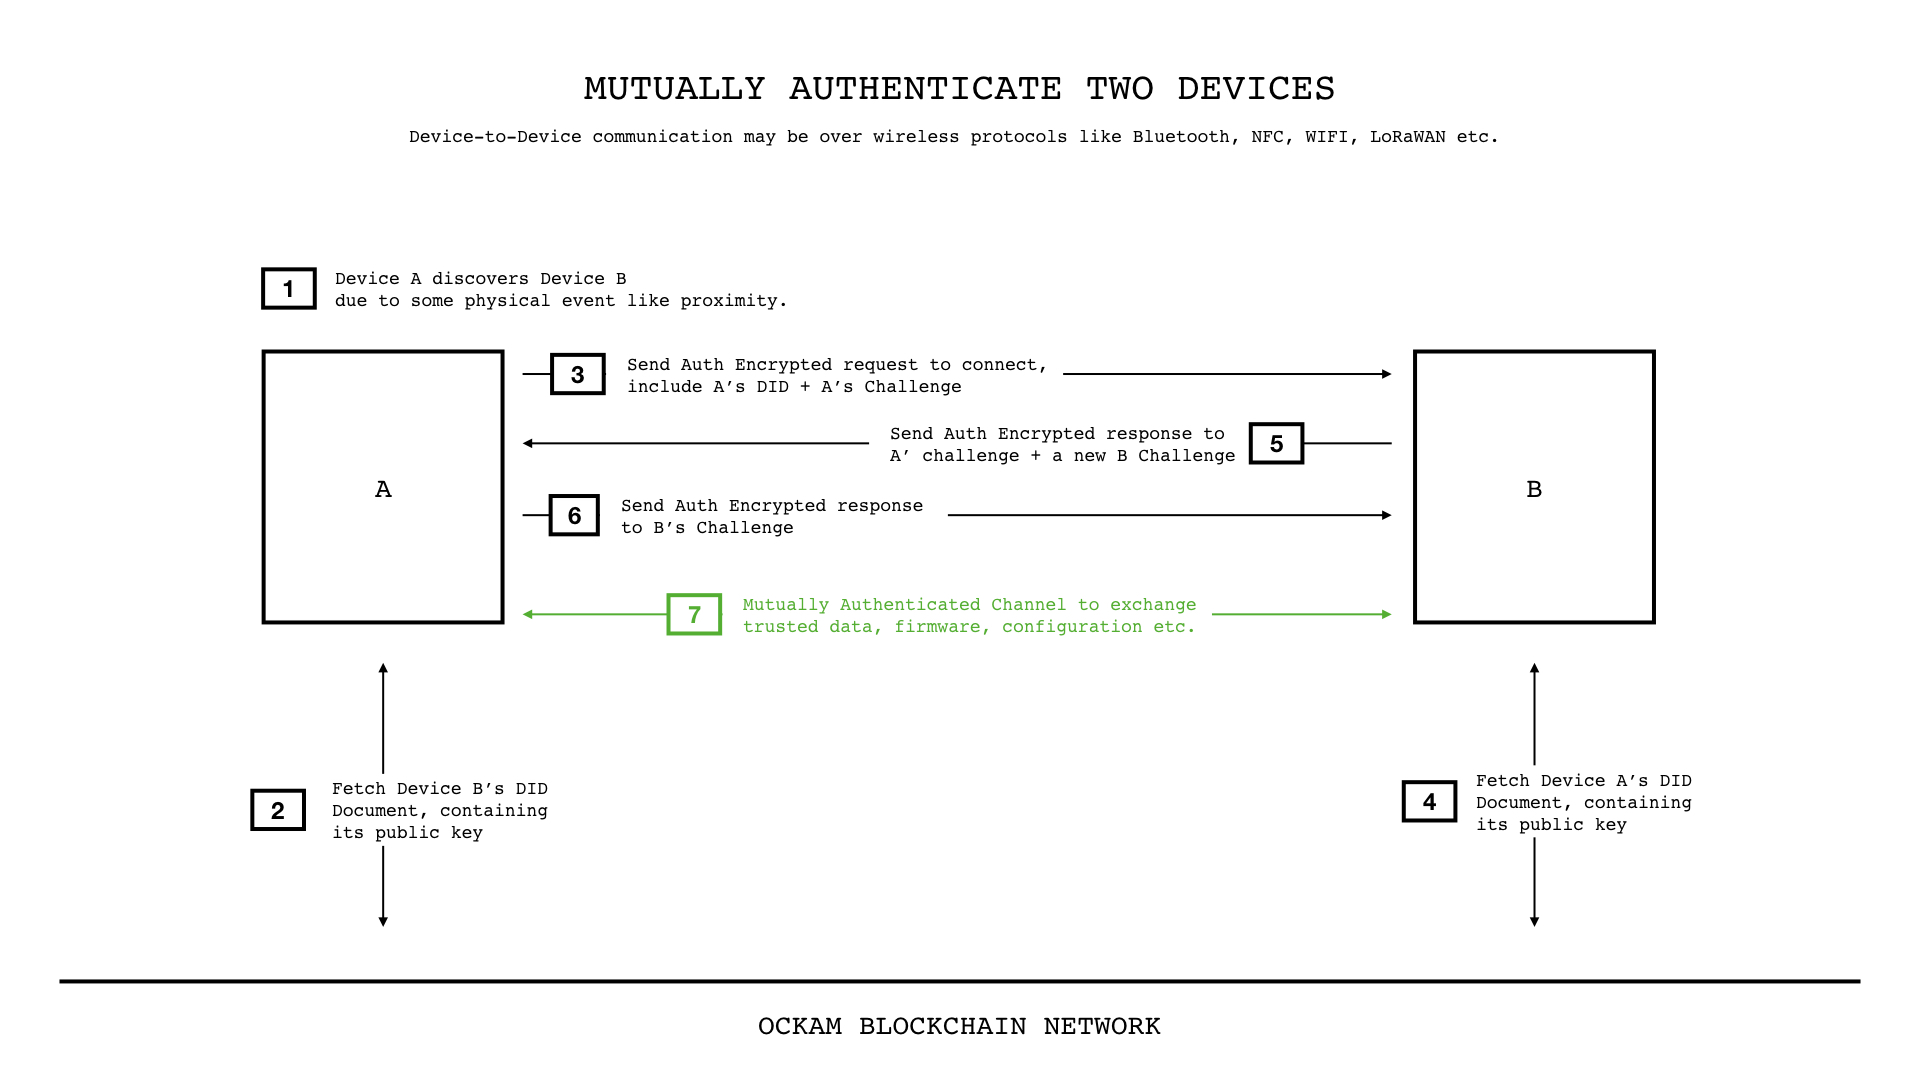 MUTUALLY AUTHENTICATE TWO DEVICES
Device-to-Device communication may be over wireless protocols like Bluetooth, NFC, WIFI, LoRaWAN etc.
1
Device A discovers Device B
due to some physical event like proximity.
A
3
Send Auth Encrypted request to connect,
include A’s DID + A’s Challenge
Send Auth Encrypted response to
A’ challenge + a new B Challenge
5
6
Send Auth Encrypted response
to B’s Challenge
7
Mutually Authenticated Channel to exchange
trusted data, firmware, configuration etc.
B
2
Fetch Device B’s DID
Document, containing
its public key
4
Fetch Device A’s DID
Document, containing
its public key
OCKAM BLOCKCHAIN NETWORK